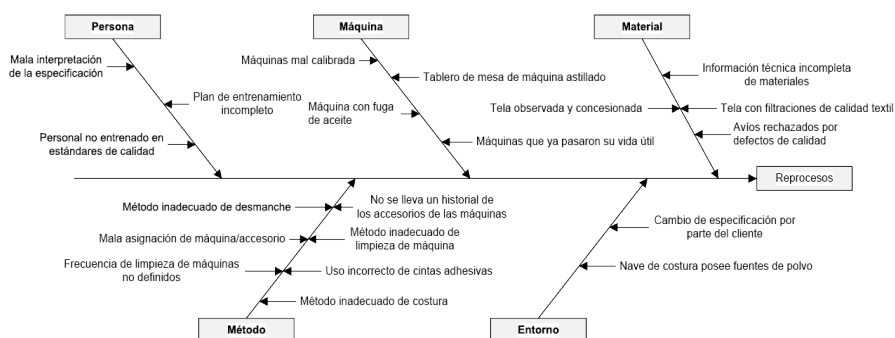 Persona
Máquina
Material
Mala interpretación
de la especificación
Plan de entrenamiento
incompleto
Personal no entrenado en
estándares de calidad
Máquinas mal calibrada
Tablero de mesa de máquina astillado
Máquina con fuga
de aceite
Máquinas que ya pasaron su vida útil
Información técnica incompleta
de materiales
Tela observada y concesionada
Tela con filtraciones de calidad textil
Avíos rechazados por
defectos de calidad
Reprocesos
Método inadecuado de desmanche
No se lleva un historial de
los accesorios de las máquinas
Mala asignación de máquina/accesorio
Método inadecuado de
limpieza de máquina
Frecuencia de limpieza de máquinas
no definidos
Uso incorrecto de cintas adhesivas
Método inadecuado de costura
Cambio de especificación por
parte del cliente
Nave de costura posee fuentes de polvo
Método
Entorno